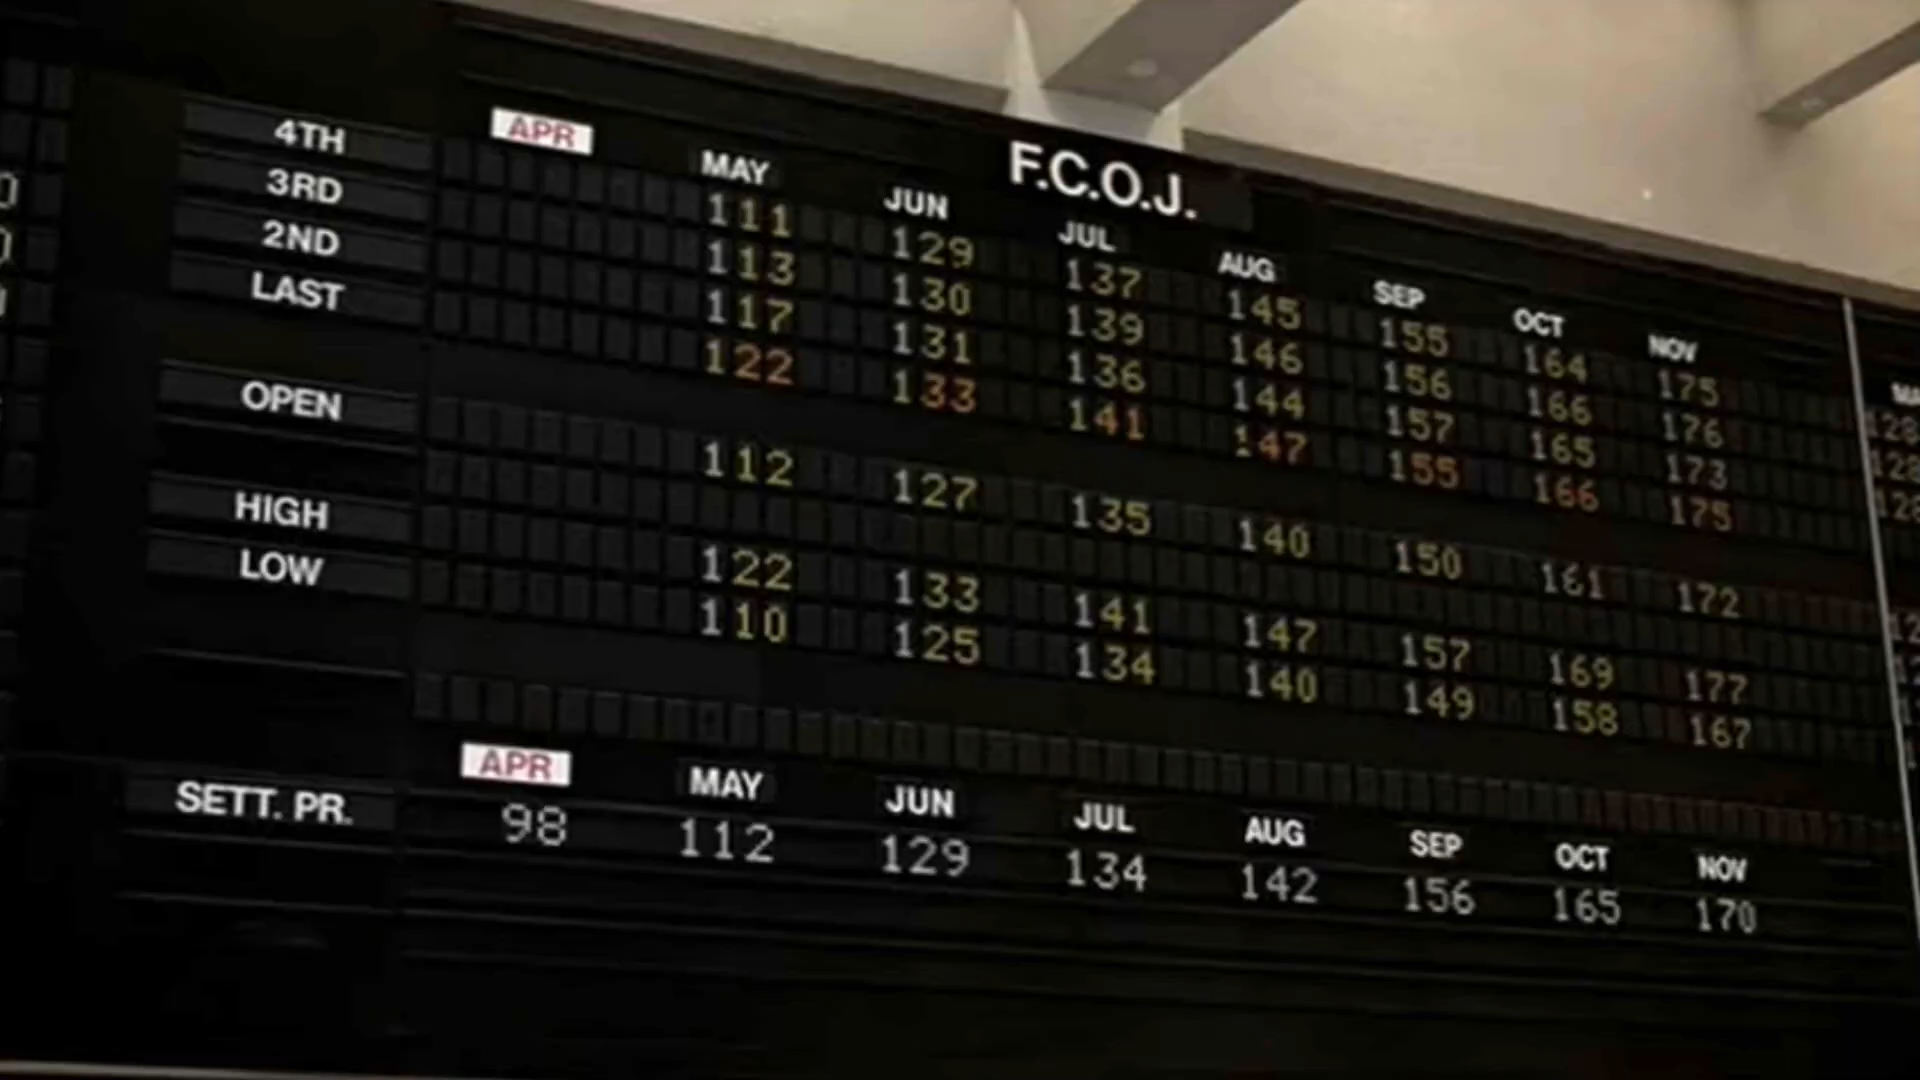 F.C.O.J.
APR MAY JUN JUL AUG SEP OCT NOV
4TH 111 129 137 145 155 164 175
3RD 113 130 139 146 156 166 176
2ND 117 131 136 144 157 165 173
LAST 122 133 141 147 155 166 175
OPEN 112 127 135 140 150 161 172
HIGH 122 133 141 147 157 169 177
LOW 110 125 134 140 149 158 167
APR MAY JUN JUL AUG SEP OCT NOV
SETT. PR. 98 112 129 134 142 156 165 170